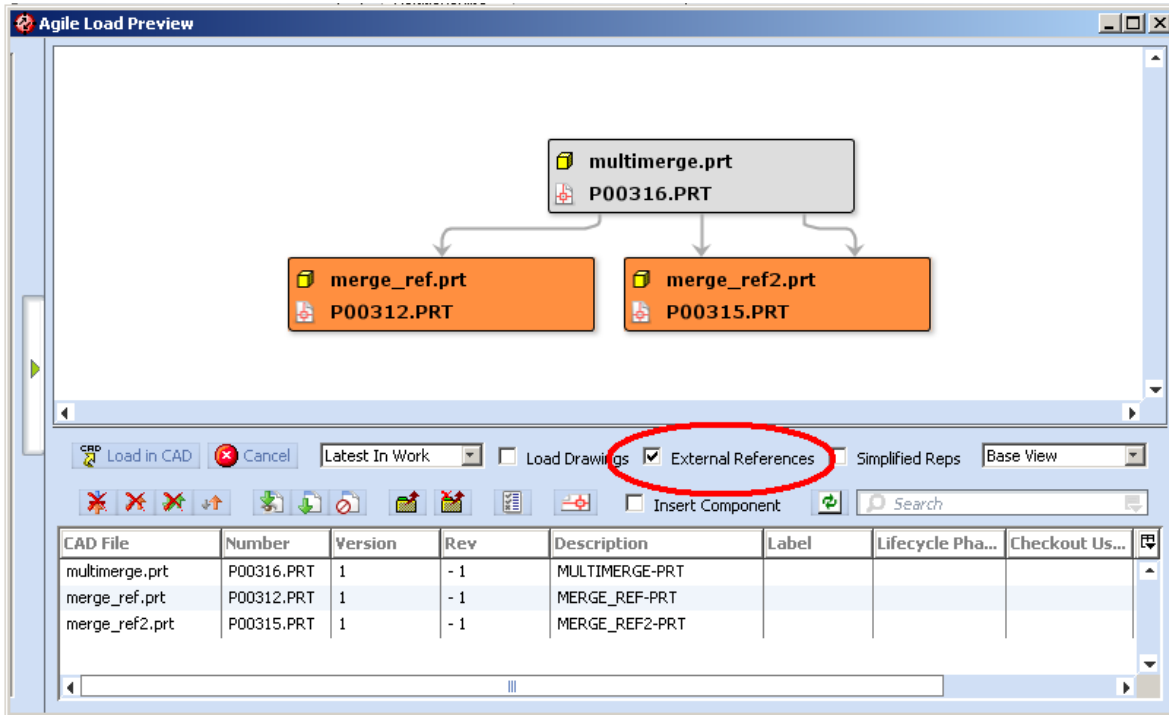 Agile Load Preview
multimerge.prt
P00316.PRT
merge_ref.prt merge_ref2.prt
P00312.PRT P00315.PRT
CAD Load in CAD Cancel Latest In Work Load Drawings External References Simplified Reps Base View
Insert Component Search
CAD File Number Version Rev Description Label Lifecycle Pha... Checkout Us...
multimerge.prt P00316.PRT 1 - 1 MULTIMERGE-PRT
merge_ref.prt P00312.PRT 1 - 1 MERGE_REF-PRT
merge_ref2.prt P00315.PRT 1 - 1 MERGE_REF2-PRT